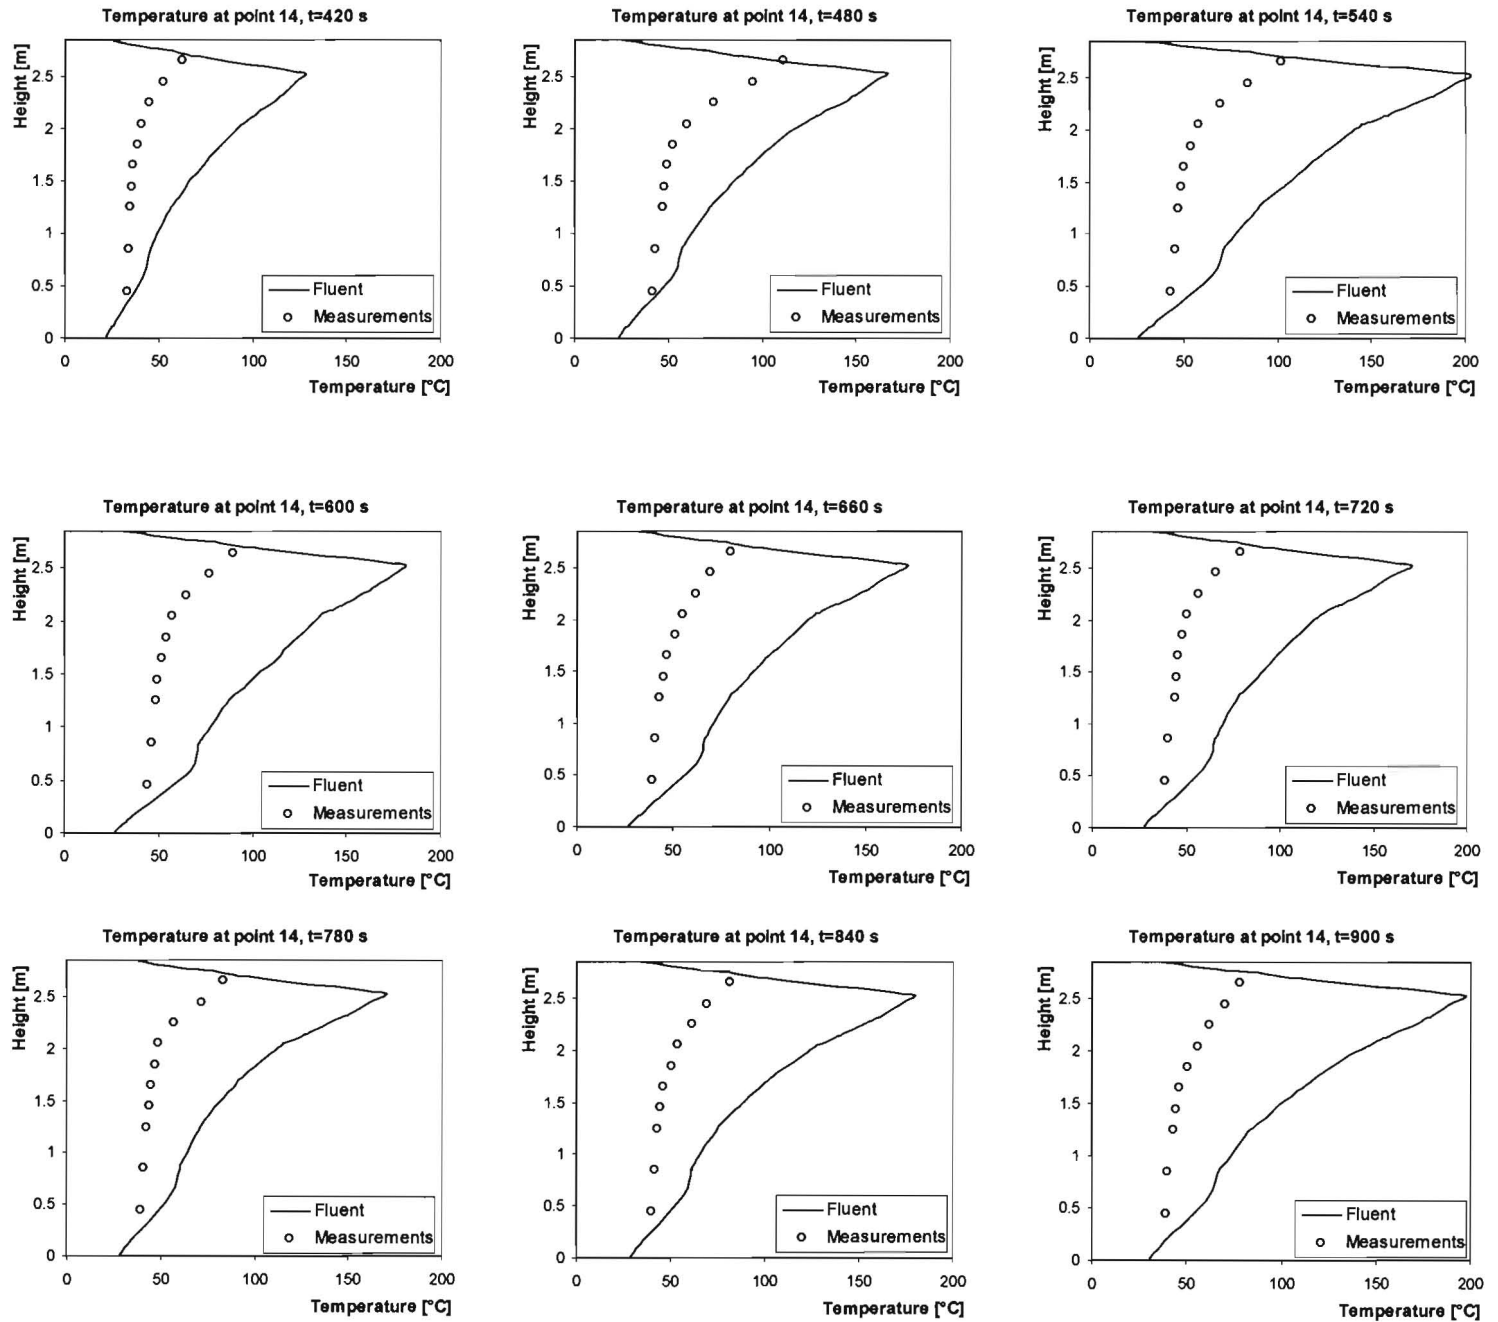 Temperature at point 14, t=420 s
Height [m]
2.5
2
1.5
1
0.5
0
Fluent
Measurements
0 50 100 150 200
Temperature [°C]
Temperature at point 14, t=480 s
Height [m]
2.5
2
1.5
1
0.5
0
Fluent
Measurements
0 50 100 150 200
Temperature [°C]
Temperature at point 14, t=540 s
Height [m]
2.5
2
1.5
1
0.5
0
Fluent
Measurements
0 50 100 150 200
Temperature [°C]
Temperature at point 14, t=600 s
Height [m]
2.5
2
1.5
1
0.5
0
Fluent
Measurements
0 50 100 150 200
Temperature [°C]
Temperature at point 14, t=660 s
Height [m]
2.5
2
1.5
1
0.5
0
Fluent
Measurements
0 50 100 150 200
Temperature [°C]
Temperature at point 14, t=720 s
Height [m]
2.5
2
1.5
1
0.5
0
Fluent
Measurements
0 50 100 150 200
Temperature [°C]
Temperature at point 14, t=780 s
Height [m]
2.5
2
1.5
1
0.5
0
Fluent
Measurements
0 50 100 150 200
Temperature [°C]
Temperature at point 14, t=840 s
Height [m]
2.5
2
1.5
1
0.5
0
Fluent
Measurements
0 50 100 150 200
Temperature [°C]
Temperature at point 14, t=900 s
Height [m]
2.5
2
1.5
1
0.5
0
Fluent
Measurements
0 50 100 150 200
Temperature [°C]